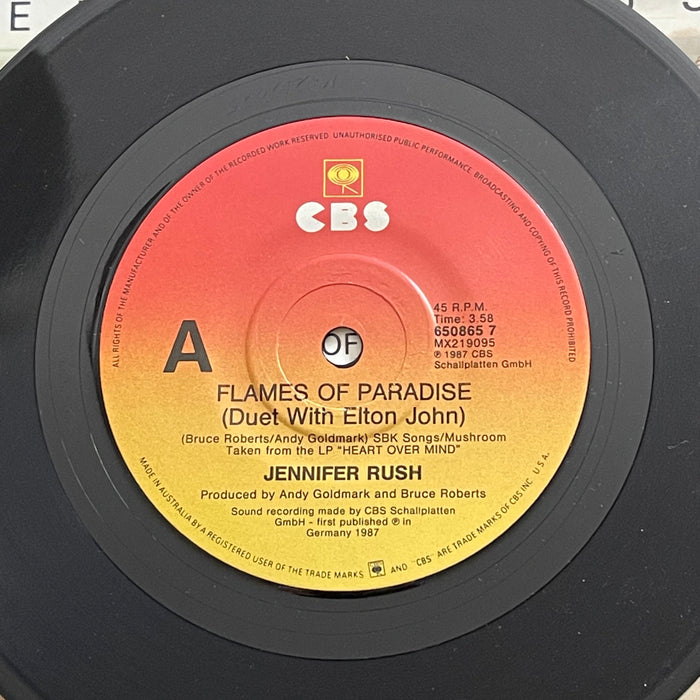 ALL RIGHTS OF THE MANUFACTURER AND OF THE OWNER OF THE RECORDED WORK RESERVED. UNAUTHORISED PUBLIC PERFORMANCE, BROADCASTING AND COPYING OF THIS RECORD PROHIBITED
CBS
A
45 R.P.M.
Time: 3.58
650865 7
MX219095
℗ 1987 CBS
Schallplatten GmbH
OF
FLAMES OF PARADISE
(Duet With Elton John)
(Bruce Roberts/Andy Goldmark) SBK Songs/Mushroom
Taken from the LP "HEART OVER MIND"
JENNIFER RUSH
Produced by Andy Goldmark and Bruce Roberts
Sound recording made by CBS Schallplatten
GmbH - first published ℗ in
Germany 1987
MADE IN AUSTRALIA BY A REGISTERED USER OF THE TRADE MARKS AND "CBS" ARE TRADE MARKS OF CBS INC U.S.A.